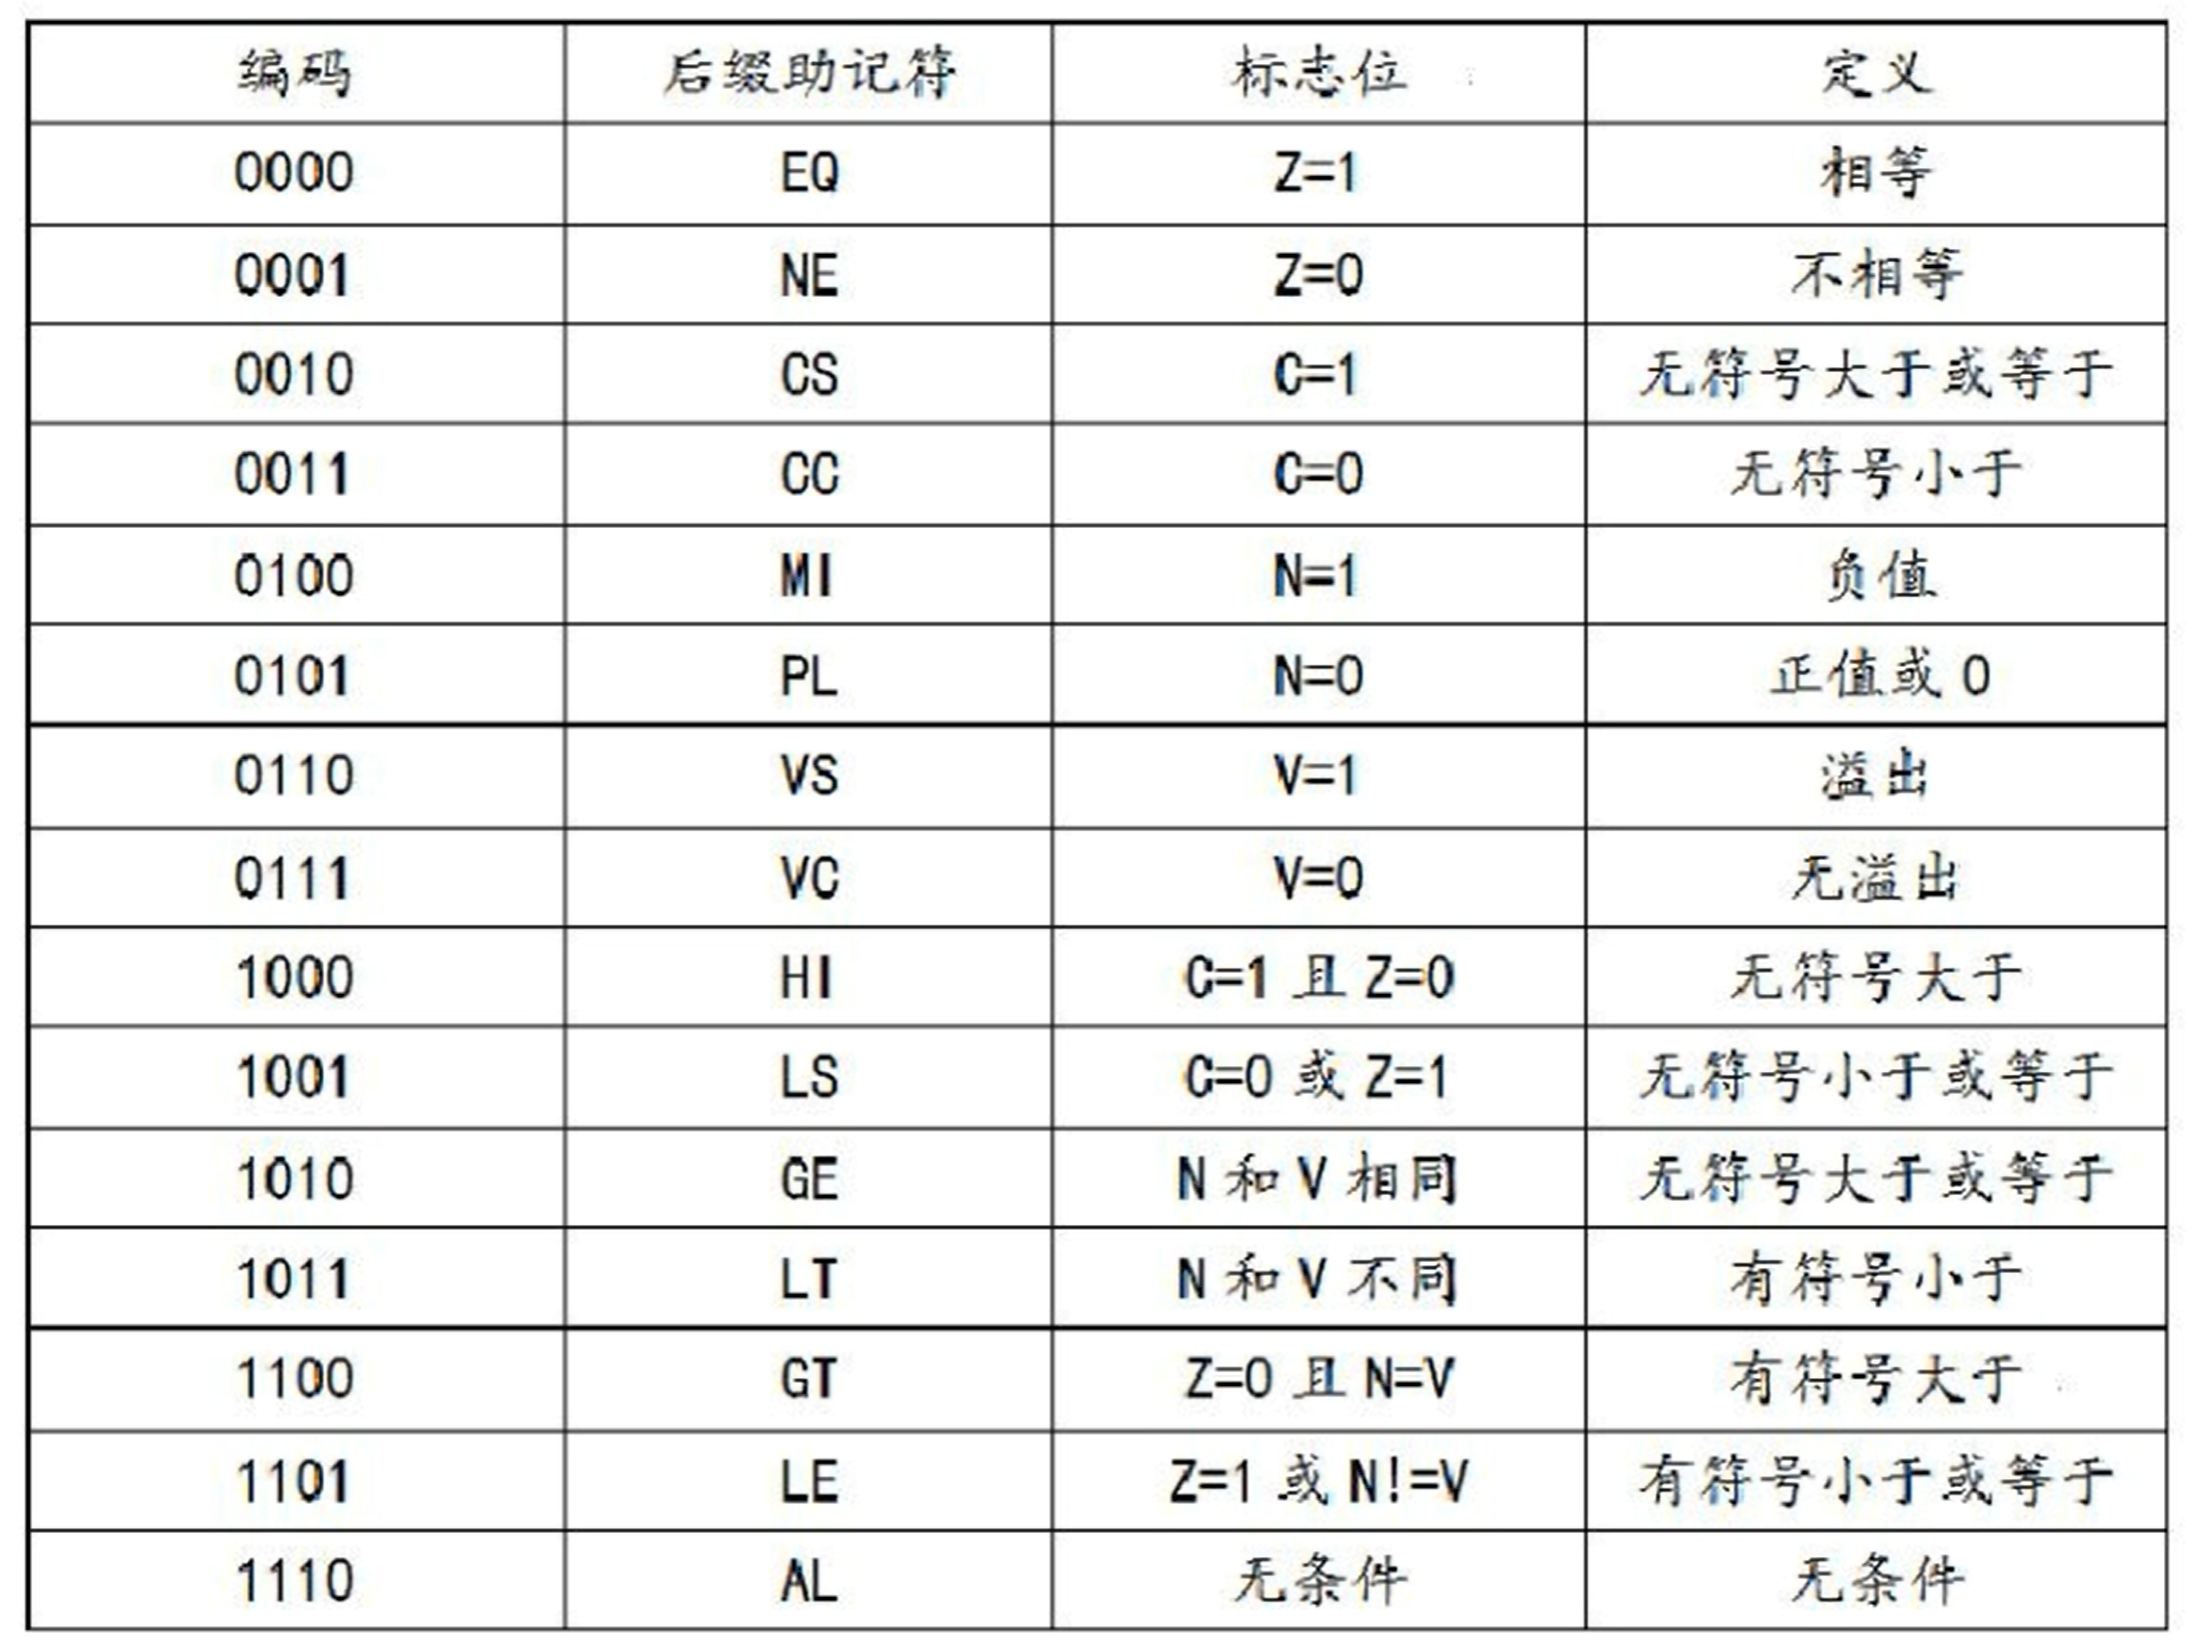 编码 后缀助记符 标志位 定义
0000 EQ Z=1 相等
0001 NE Z=0 不相等
0010 CS C=1 无符号大于或等于
0011 CC C=0 无符号小于
0100 MI N=1 负值
0101 PL N=0 正值或 0
0110 VS V=1 溢出
0111 VC V=0 无溢出
1000 HI C=1 且 Z=0 无符号大于
1001 LS C=0 或 Z=1 无符号小于或等于
1010 GE N 和 V 相同 无符号大于或等于
1011 LT N 和 V 不同 有符号小于
1100 GT Z=0 且 N=V 有符号大于
1101 LE Z=1 或 N!=V 有符号小于或等于
1110 AL 无条件 无条件